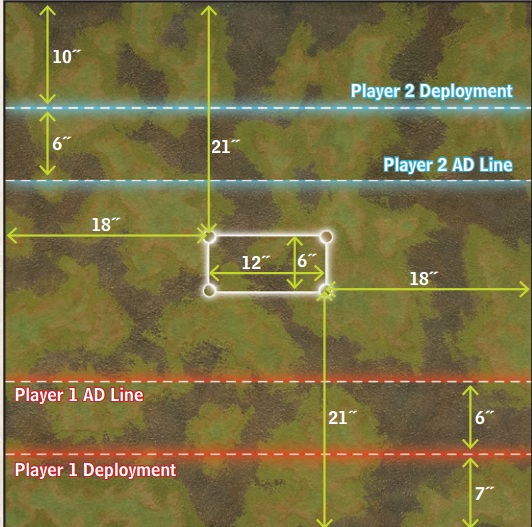 10″
Player 2 Deployment
6″
21″
Player 2 AD Line
18″
12″
6″
18″
Player 1 AD Line
21″
6″
Player 1 Deployment
7″